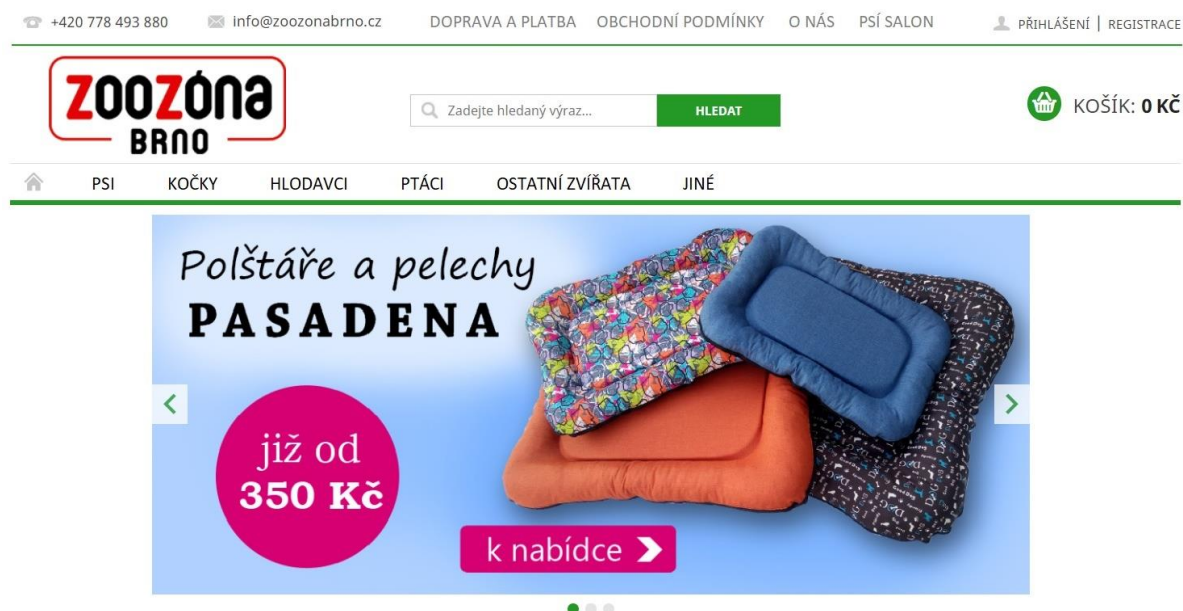 +420 778 493 880 info@zoozonabrno.cz DOPRAVA A PLATBA OBCHODNÍ PODMÍNKY O NÁS PSÍ SALON PŘIHLÁŠENÍ | REGISTRACE
ZOOZÓNA
BRNO
Zadejte hledaný výraz... HLEDAT
KOŠÍK: 0 KČ
PSI KOČKY HLODAVCI PTÁCI OSTATNÍ ZVÍŘATA JINÉ
Polštáře a pelechy
PASADENA
již od
350 Kč
k nabídce